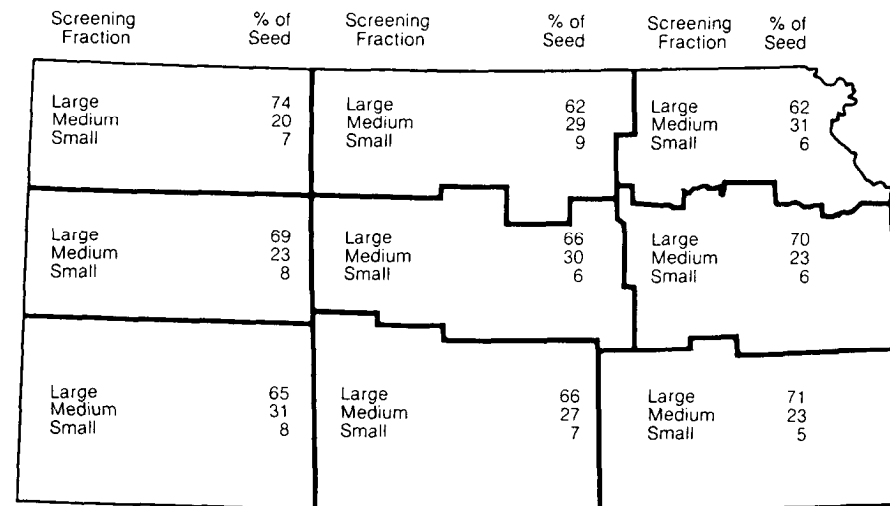 Screening % of Screening % of Screening % of
Fraction Seed Fraction Seed Fraction Seed
Large 74 Large 62 Large 62
Medium 20 Medium 29 Medium 31
Small 7 Small 9 Small 6
Large 69 Large 66 Large 70
Medium 23 Medium 30 Medium 23
Small 8 Small 6 Small 6
Large 65 Large 66 Large 71
Medium 31 Medium 27 Medium 23
Small 8 Small 7 Small 5